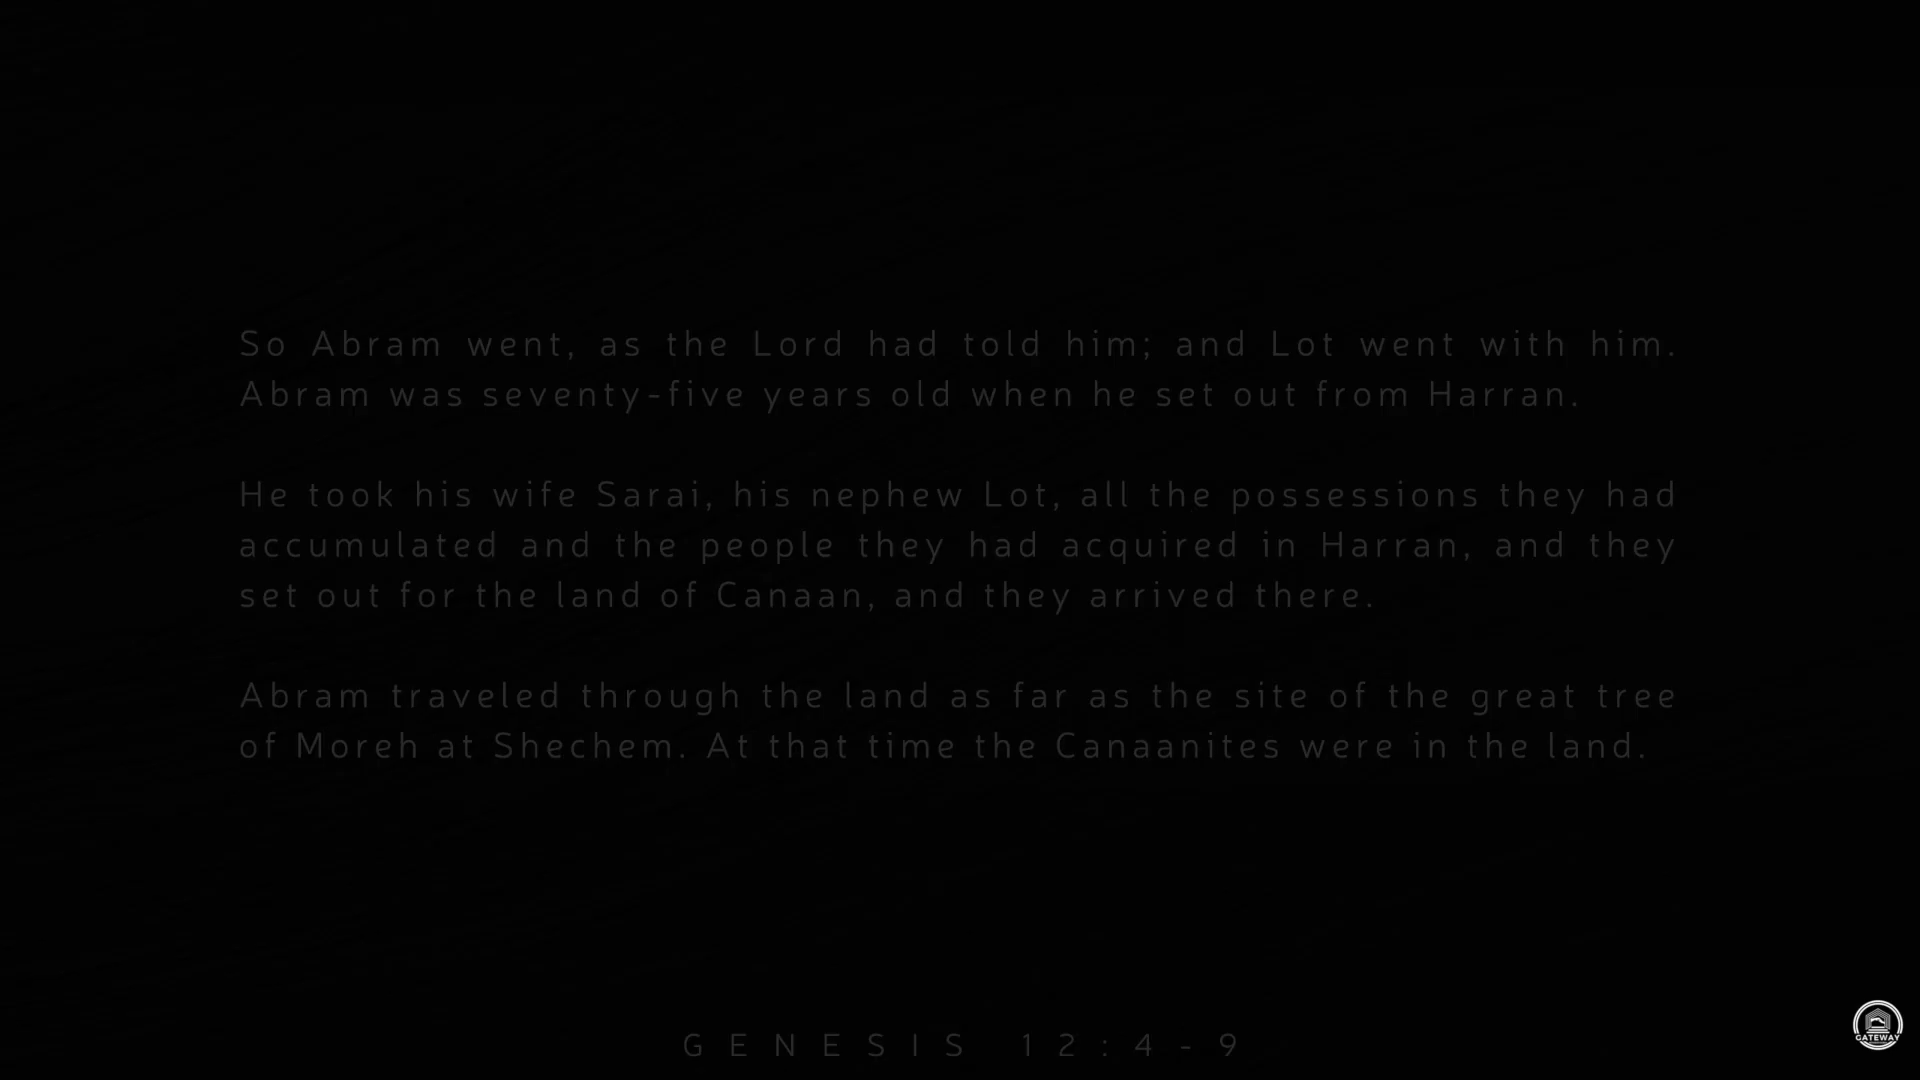 So Abram went, as the Lord had told him; and Lot went with him.
Abram was seventy-five years old when he set out from Harran.
He took his wife Sarai, his nephew Lot, all the possessions they had
accumulated and the people they had acquired in Harran, and they
set out for the land of Canaan, and they arrived there.
Abram traveled through the land as far as the site of the great tree
of Moreh at Shechem. At that time the Canaanites were in the land.
GENESIS 12:4-9
GATEWAY